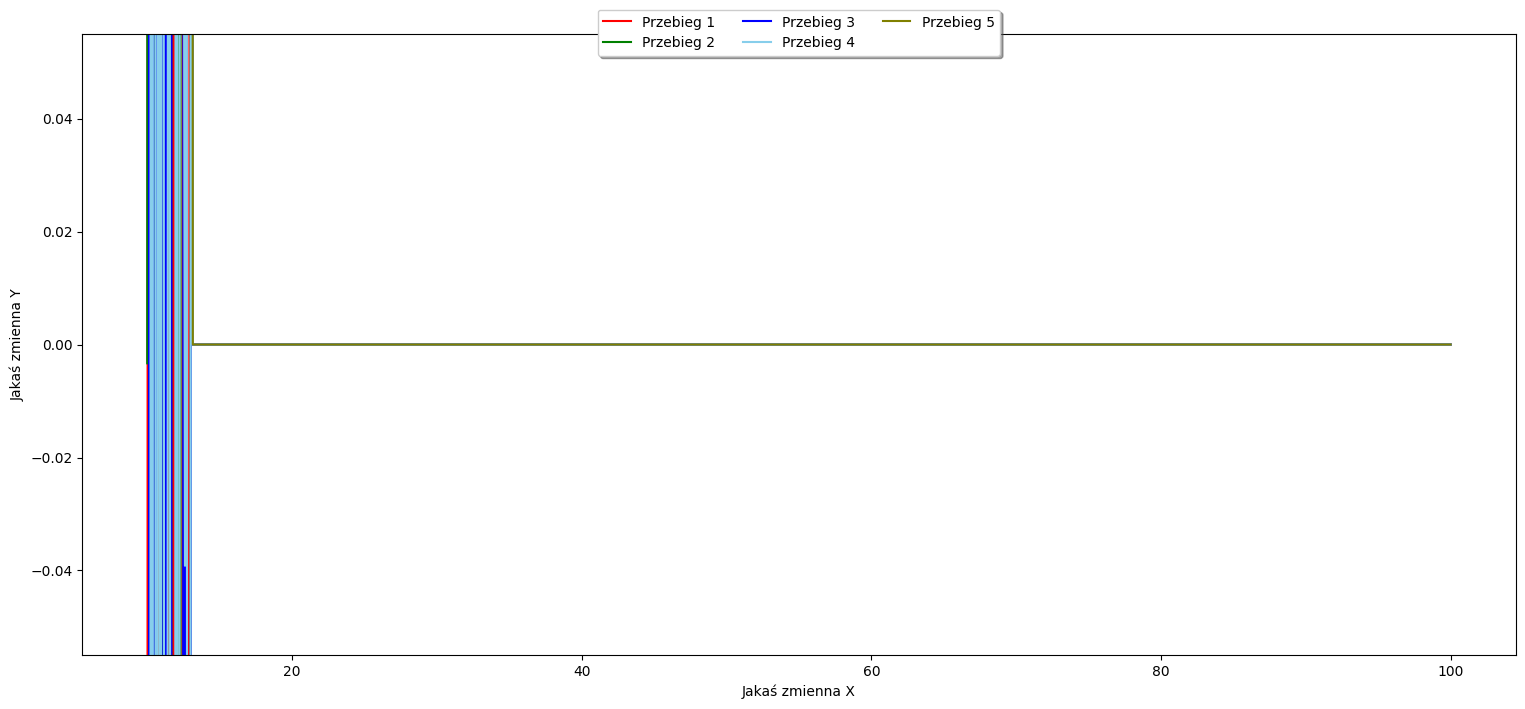 Przebieg 1 Przebieg 3 Przebieg 5
Przebieg 2 Przebieg 4
0.04
0.02
0.00
−0.02
−0.04
Jakaś zmienna Y
20 40 60 80 100
Jakaś zmienna X